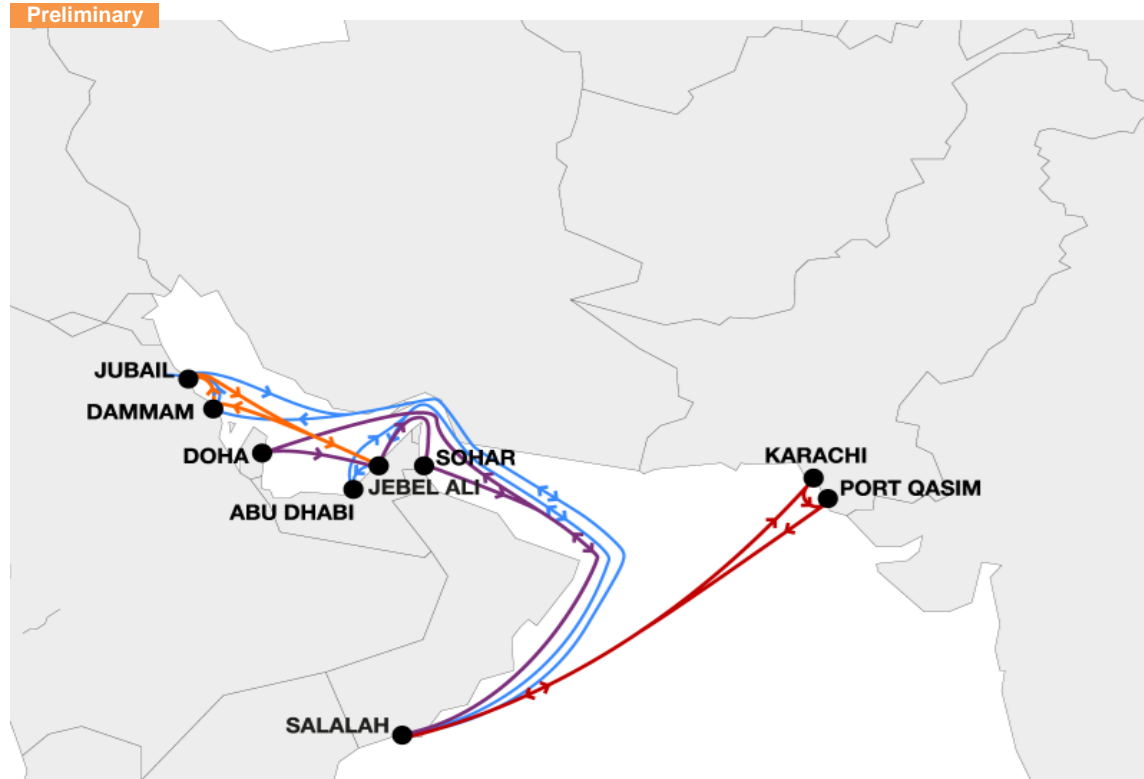 Preliminary
JUBAIL
DAMMAM
DOHA
SOHAR
JEBEL ALI
ABU DHABI
KARACHI
PORT QASIM
SALALAH